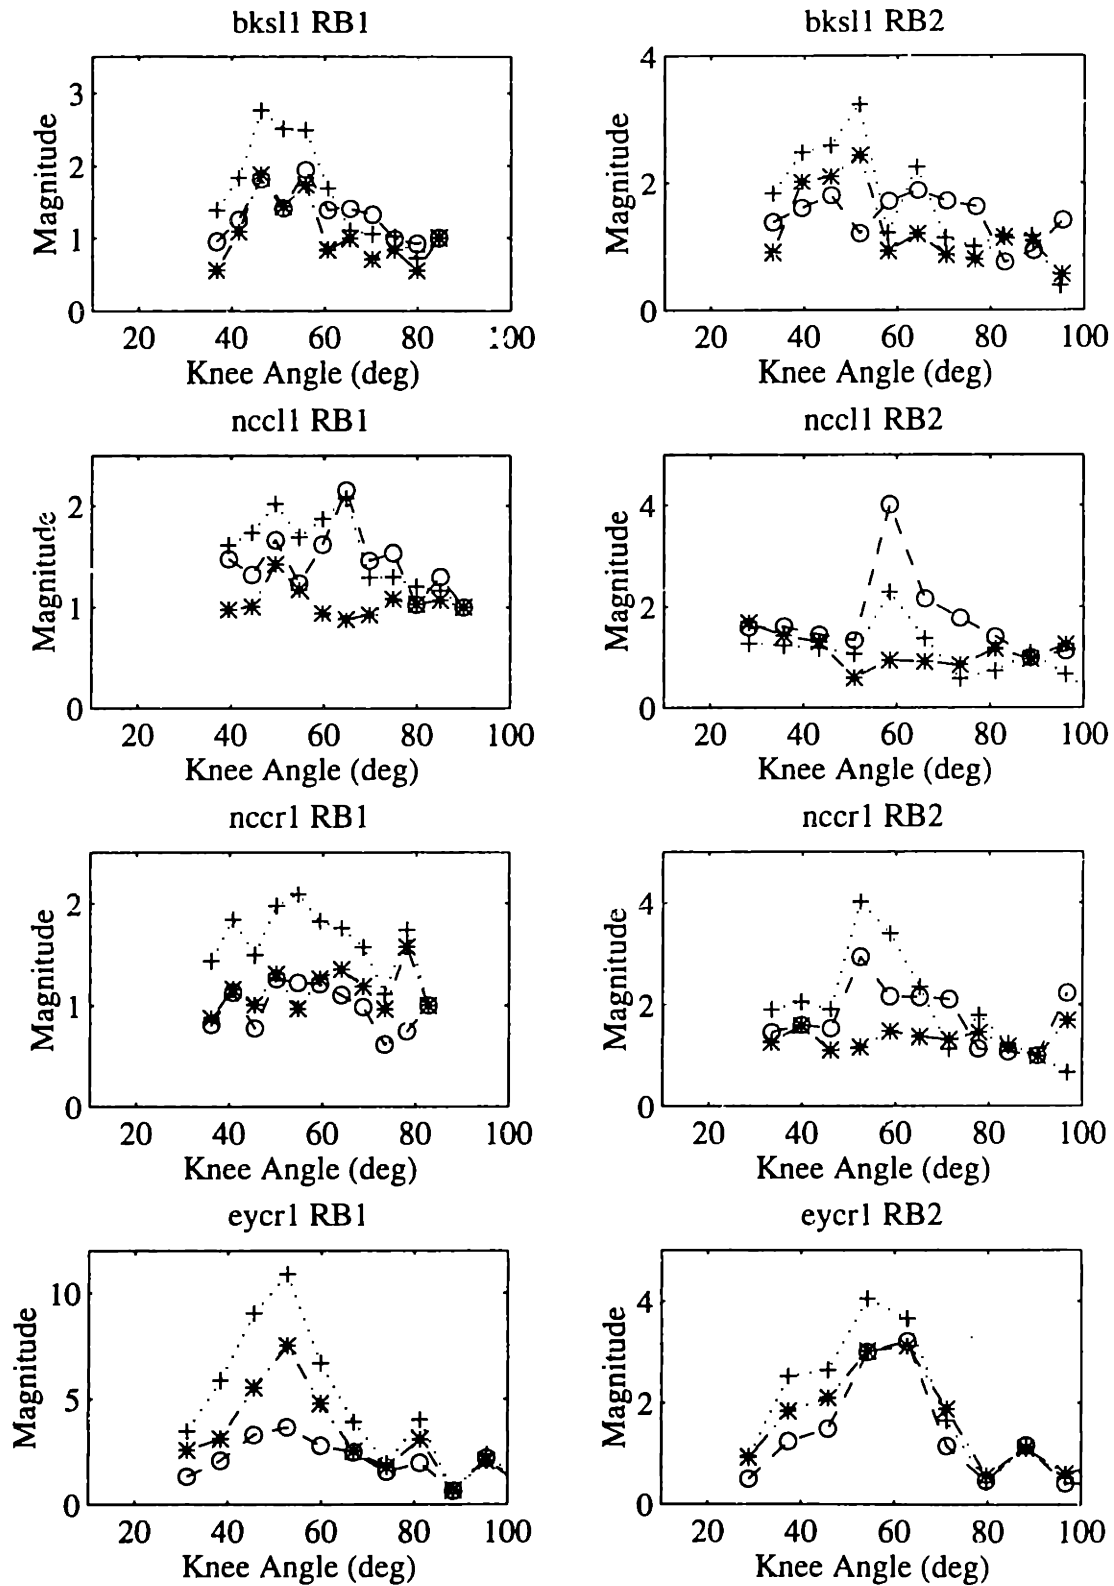 bksl1 RB1
bksl1 RB2
Magnitude
3
2
1
0
20 40 60 80 100
Knee Angle (deg)
Magnitude
4
2
0
20 40 60 80 100
Knee Angle (deg)
nccl1 RB1
nccl1 RB2
Magnitude
2
1
0
20 40 60 80 100
Knee Angle (deg)
Magnitude
4
2
0
20 40 60 80 100
Knee Angle (deg)
nccr1 RB1
nccr1 RB2
Magnitude
2
1
0
20 40 60 80 100
Knee Angle (deg)
Magnitude
4
2
0
20 40 60 80 100
Knee Angle (deg)
eycr1 RB1
eycr1 RB2
Magnitude
10
5
0
20 40 60 80 100
Knee Angle (deg)
Magnitude
4
2
0
20 40 60 80 100
Knee Angle (deg)